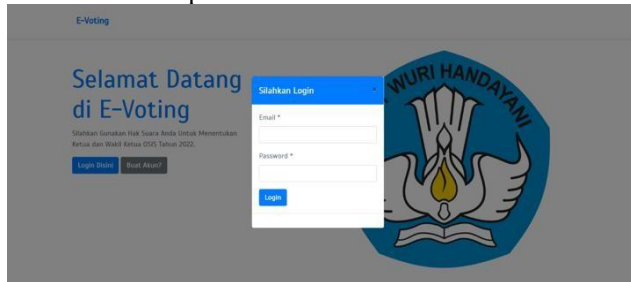 E-Voting
Selamat Datang
di E-Voting
Silahkan Gunakan Hak Suara Anda Untuk Menentukan
Ketua dan Wakil Ketua OSIS Tahun 2022.
Login Disini
Buat Akun?
Silahkan Login
×
Email *
Password *
Login
WURI HANDAYANI